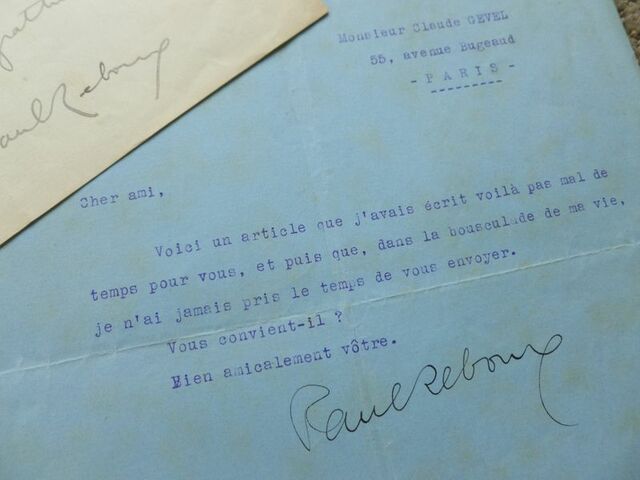 Paul Reboux
Monsieur Claude GEVEL
55, avenue Bugeaud
- PARIS -
Cher ami,
Voici un article que j'avais écrit voilà pas mal de
temps pour vous, et puis que, dans la bousculade de ma vie,
je n'ai jamais pris le temps de vous envoyer.
Vous convient-il ?
Bien amicalement vôtre.
Paul Reboux